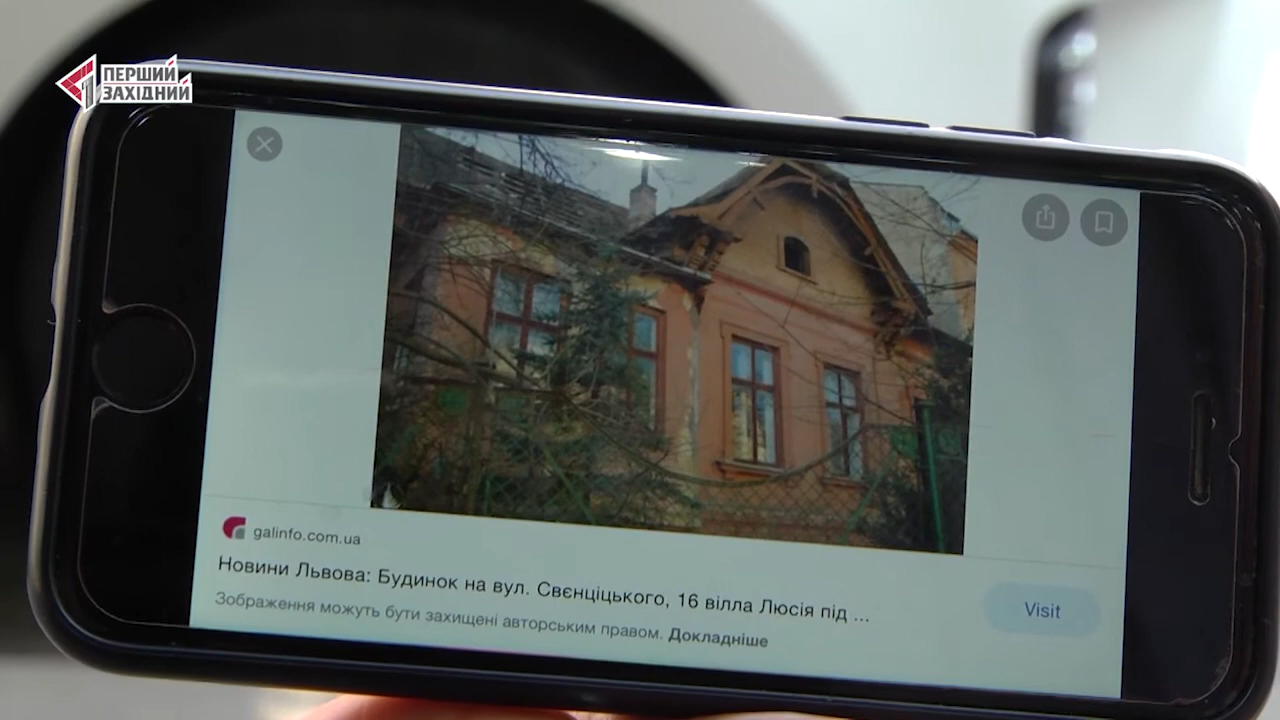 ПЕРШИЙ
ЗАХІДНИЙ
galinfo.com.ua
Новини Львова: Будинок на вул. Свєнціцького, 16 вілла Люсія під ...
Visit
Зображення можуть бути захищені авторським правом. Докладніше